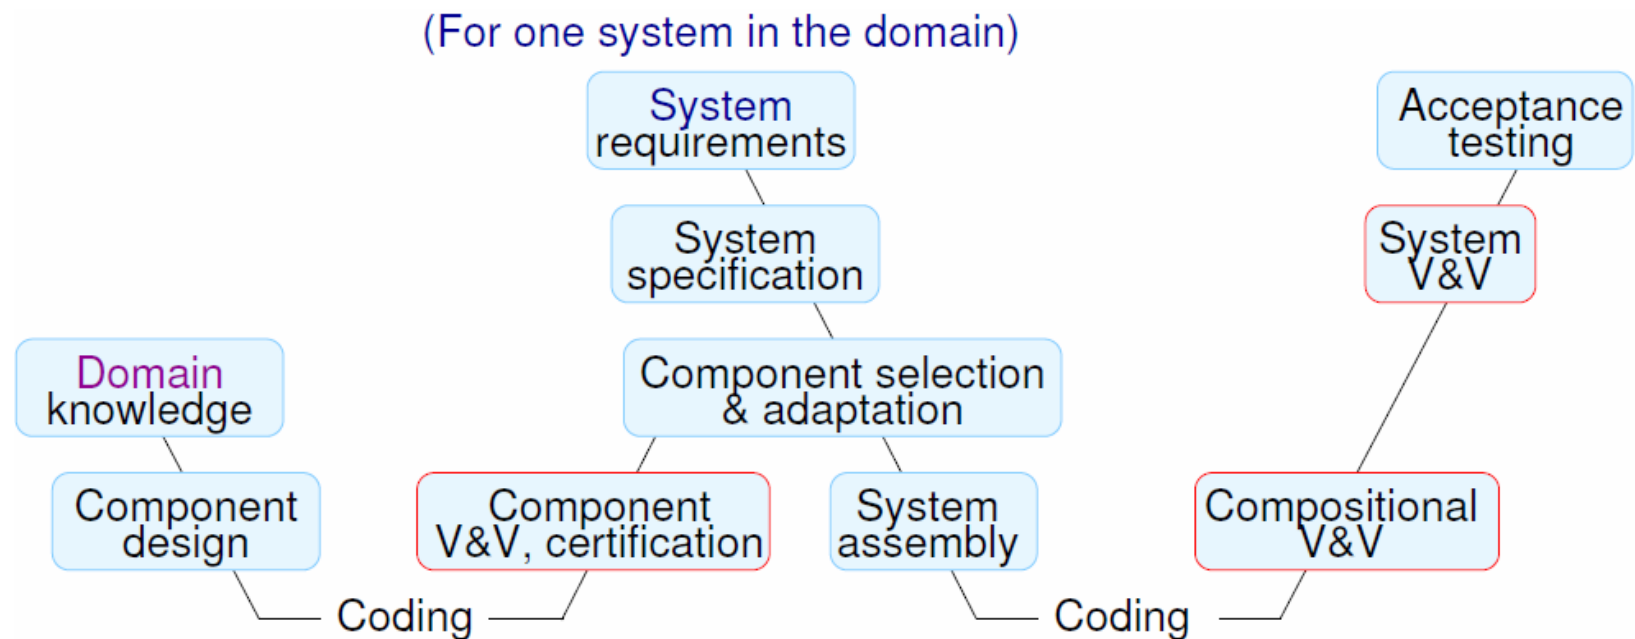 (For one system in the domain)
System
requirements
Acceptance
testing
System
specification
System
V&V
Domain
knowledge
Component selection
& adaptation
Component
design
Component
V&V, certification
System
assembly
Compositional
V&V
Coding
Coding